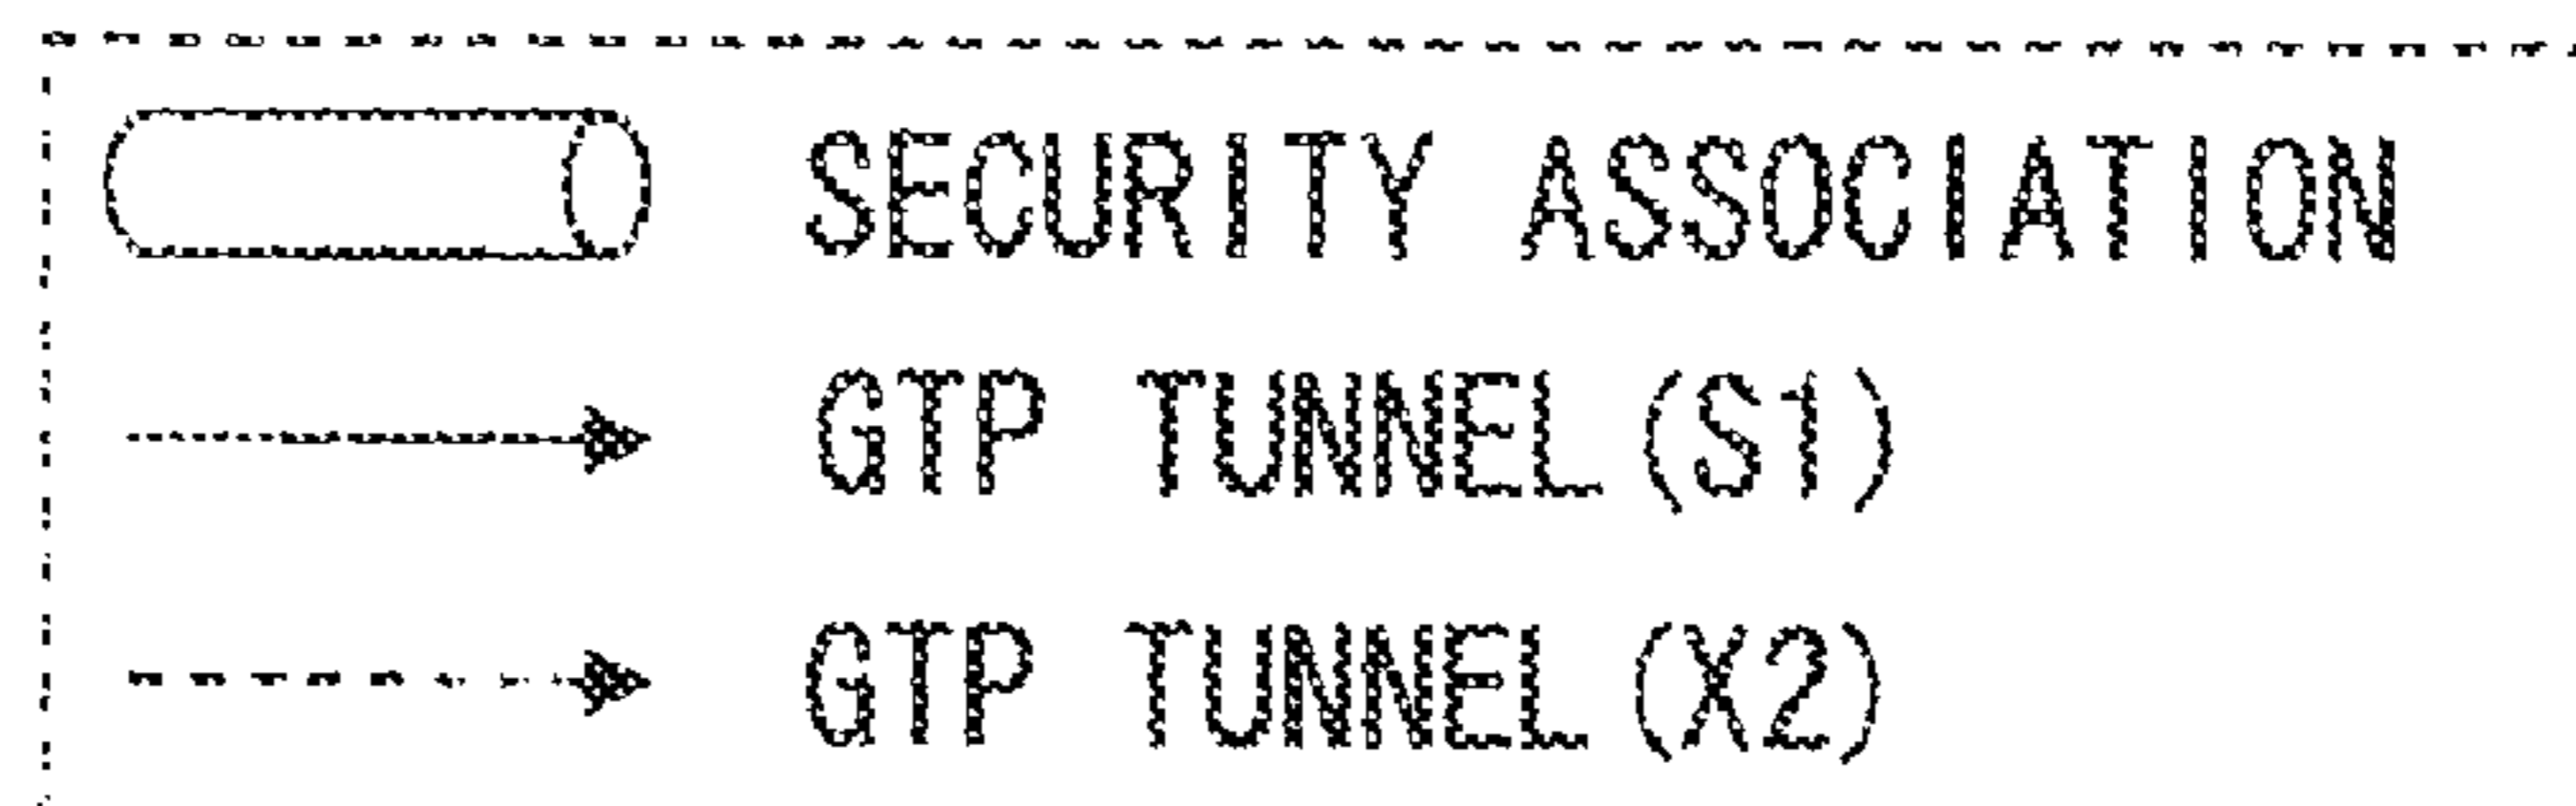 SECURITY ASSOCIATION
GTP TUNNEL(S1)
GTP TUNNEL(X2)